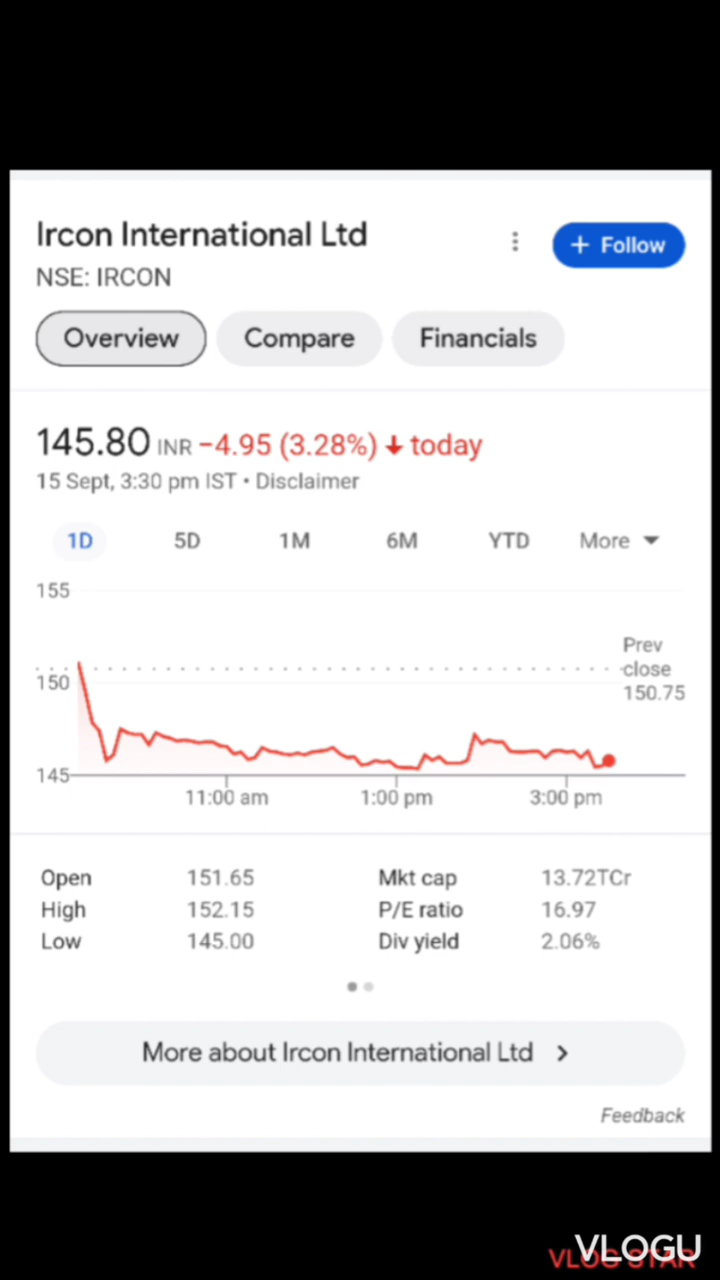 Ircon International Ltd
+ Follow
NSE: IRCON
Overview Compare Financials
145.80 INR −4.95 (3.28%) ↓ today
15 Sept, 3:30 pm IST • Disclaimer
1D 5D 1M 6M YTD More
155
150
145
Prev
close
150.75
11:00 am 1:00 pm 3:00 pm
Open 151.65 Mkt cap 13.72TCr
High 152.15 P/E ratio 16.97
Low 145.00 Div yield 2.06%
More about Ircon International Ltd >
Feedback
VLOGU
VLOG STAR